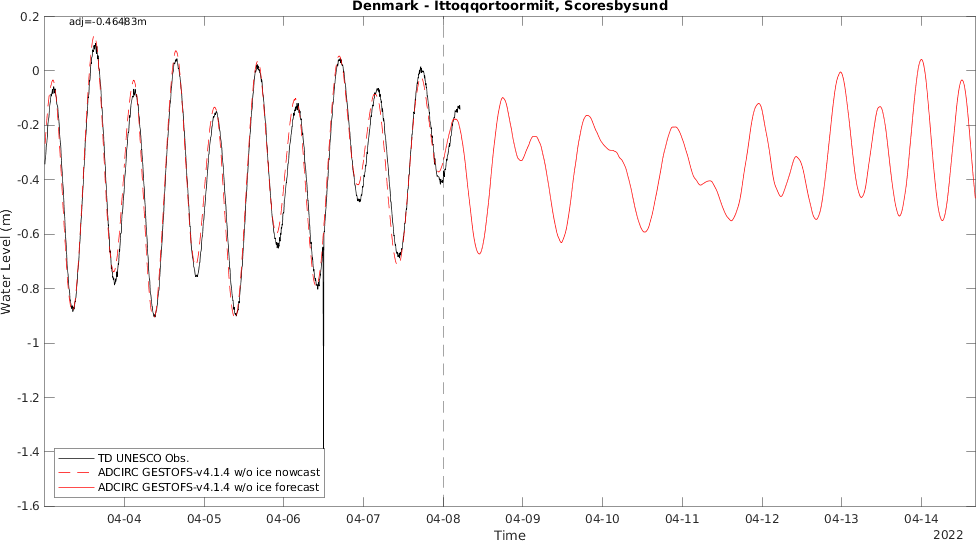 Denmark - Ittoqqortoormiit, Scoresbysund
adj=-0.46483m
0.2
0
-0.2
-0.4
-0.6
-0.8
-1
-1.2
-1.4
-1.6
Water Level (m)
TD UNESCO Obs.
ADCIRC GESTOFS-v4.1.4 w/o ice nowcast
ADCIRC GESTOFS-v4.1.4 w/o ice forecast
04-04 04-05 04-06 04-07 04-08 04-09 04-10 04-11 04-12 04-13 04-14
Time
2022